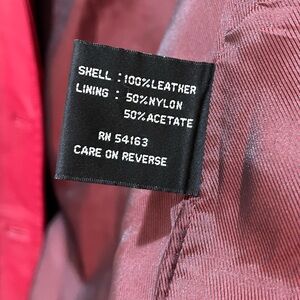 SHELL : 100%LEATHER
LINING : 50%NYLON
50%ACETATE
RN 54163
CARE ON REVERSE